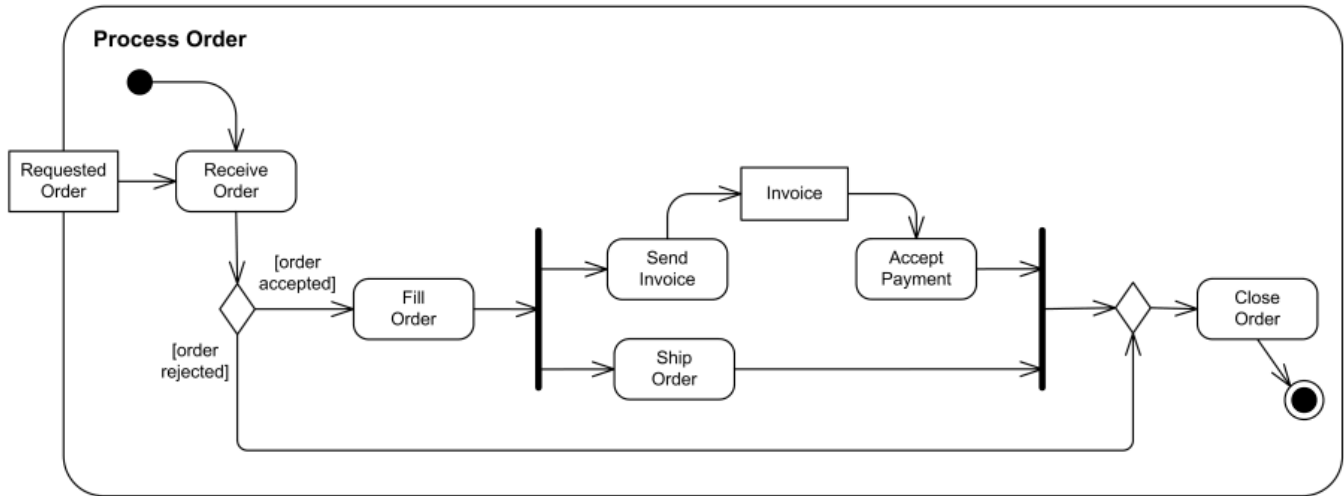 Process Order
Requested
Order
Receive
Order
[order
accepted]
[order
rejected]
Fill
Order
Send
Invoice
Invoice
Accept
Payment
Ship
Order
Close
Order